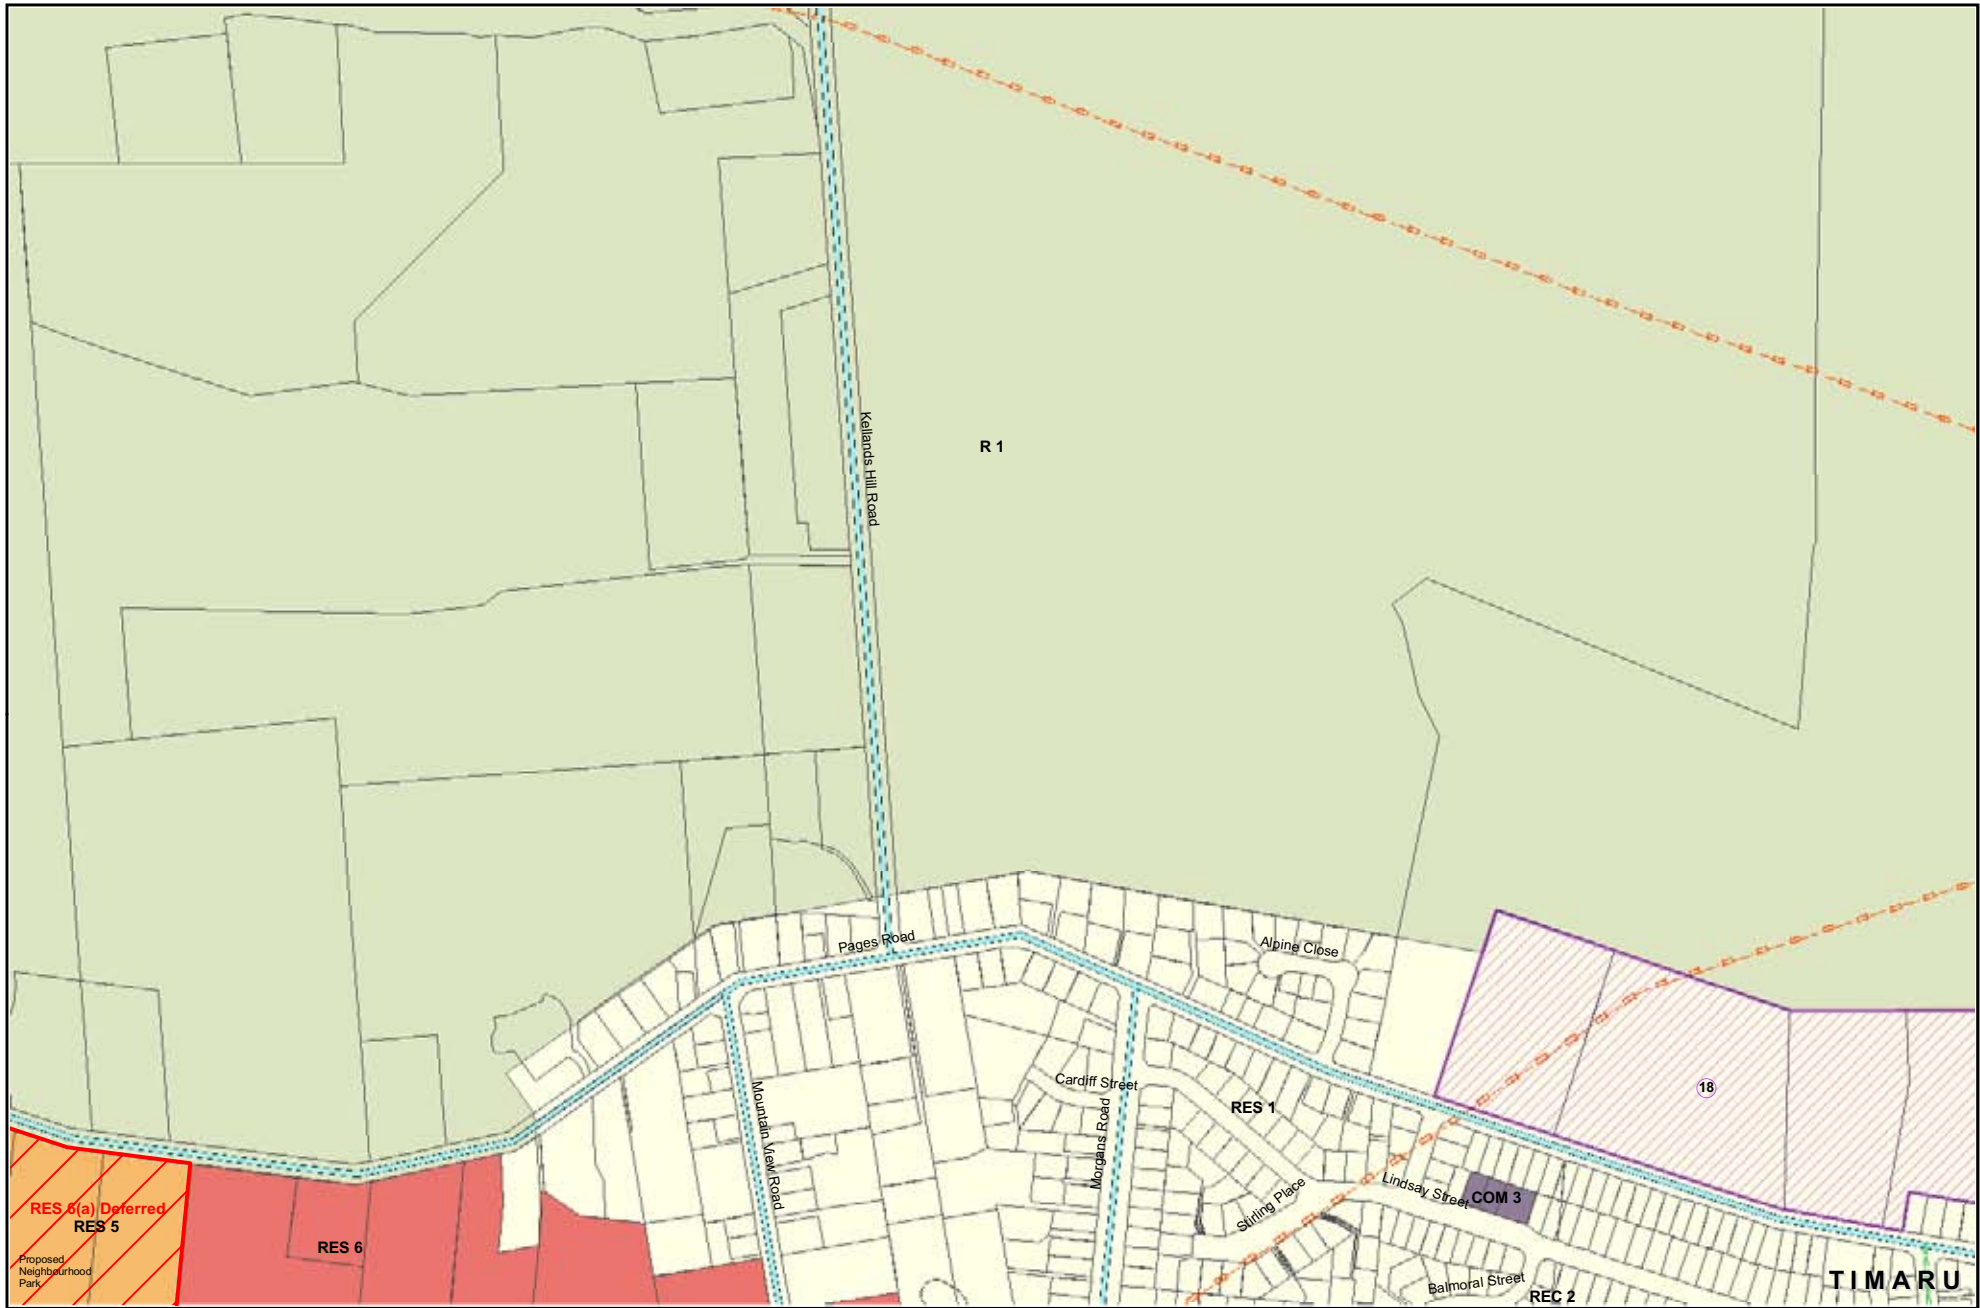 Kellands Hill Road
R 1
Pages Road
Alpine Close
Cardiff Street
Mountain View Road
Morgans Road
RES 1
18
Stirling Place
Lindsay Street
COM 3
RES 6(a) Deferred
RES 5
RES 6
Proposed
Neighbourhood
Park
Balmoral Street
REC 2
TIMARU